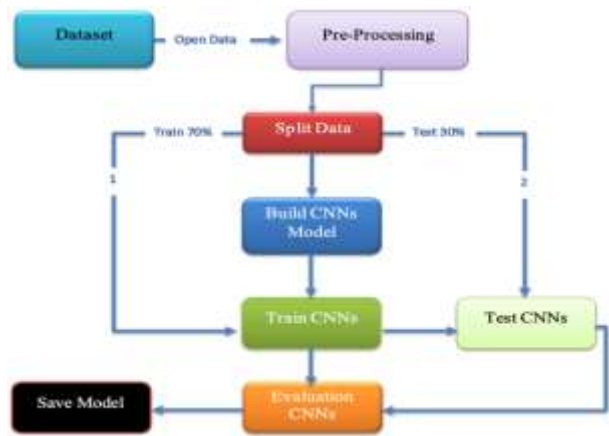 Dataset
Open Data
Pre-Processing
Split Data
Train 70%
Test 30%
1
2
Build CNNs
Model
Train CNNs
Test CNNs
Save Model
Evaluation
CNNs